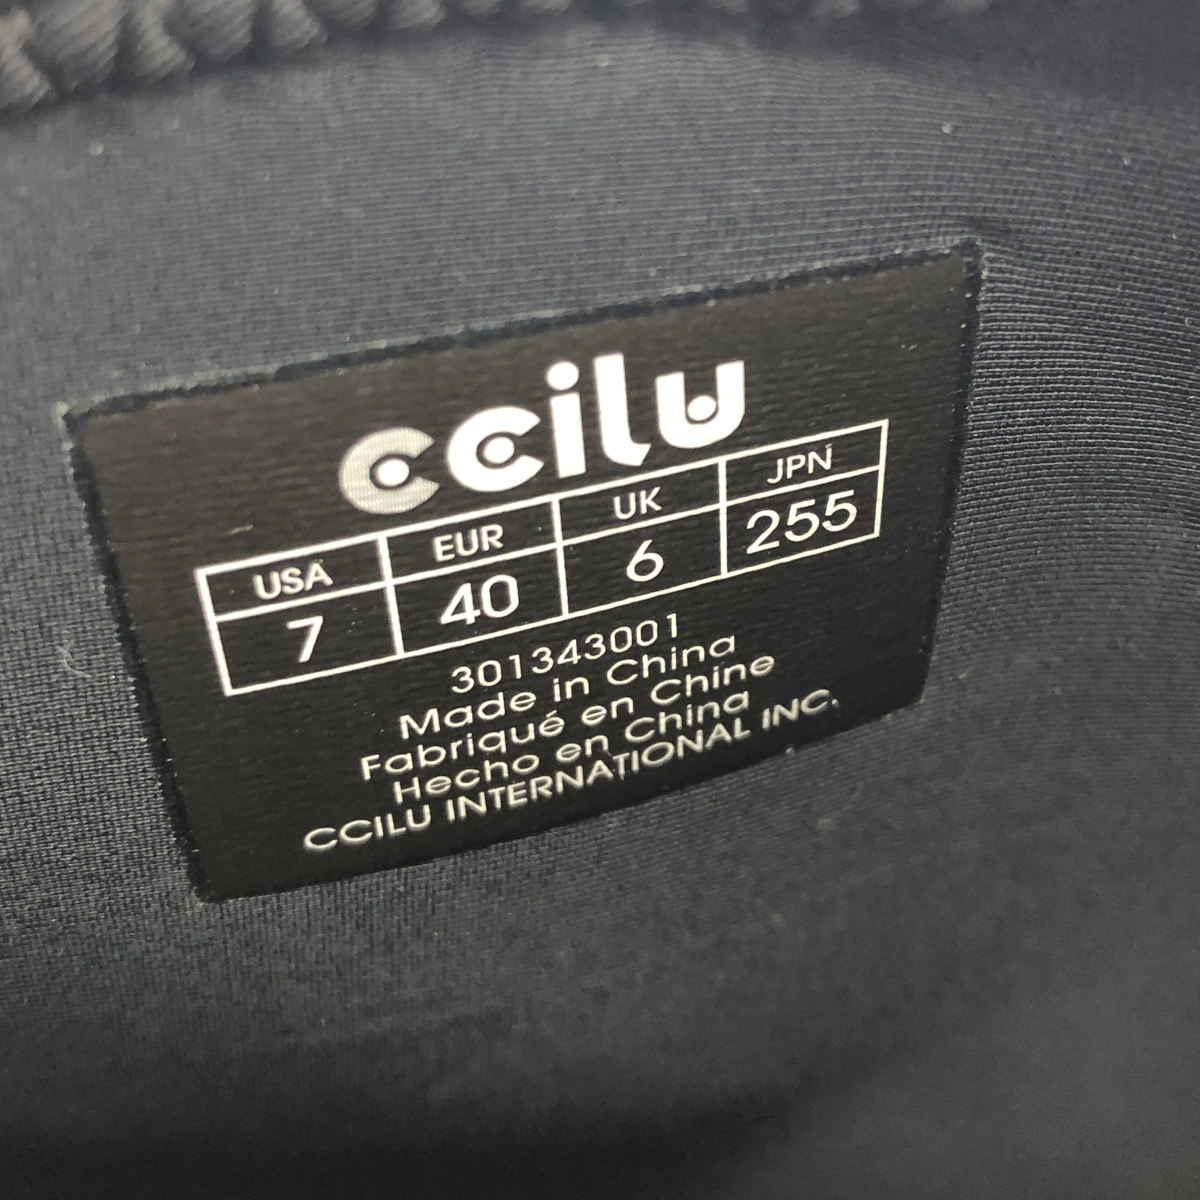 ccilu
USA EUR UK JPN
7 40 6 255
301343001
Made in China
Fabriqué en Chine
Hecho en China
CCILU INTERNATIONAL INC.